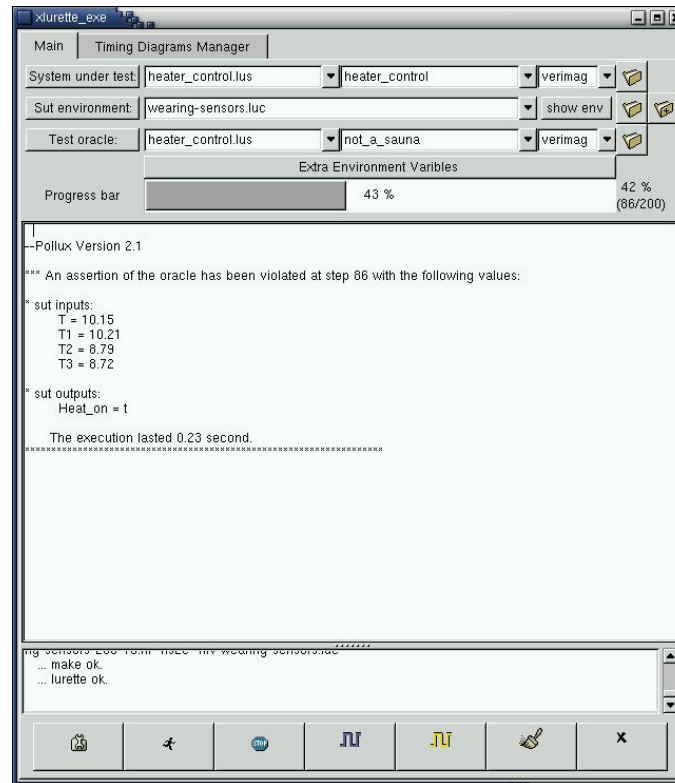 xlurette_exe
Main Timing Diagrams Manager
System under test: heater_control.lus heater_control verimag
Sut environment: wearing-sensors.luc show env
Test oracle: heater_control.lus not_a_sauna verimag
Extra Environment Varibles
Progress bar 43 % 42 %
(86/200)
--Pollux Version 2.1
*** An assertion of the oracle has been violated at step 86 with the following values:
* sut inputs:
T = 10.15
T1 = 10.21
T2 = 8.79
T3 = 8.72
* sut outputs:
Heat_on = t
The execution lasted 0.23 second.
... make ok.
... lurette ok.
STOP
x